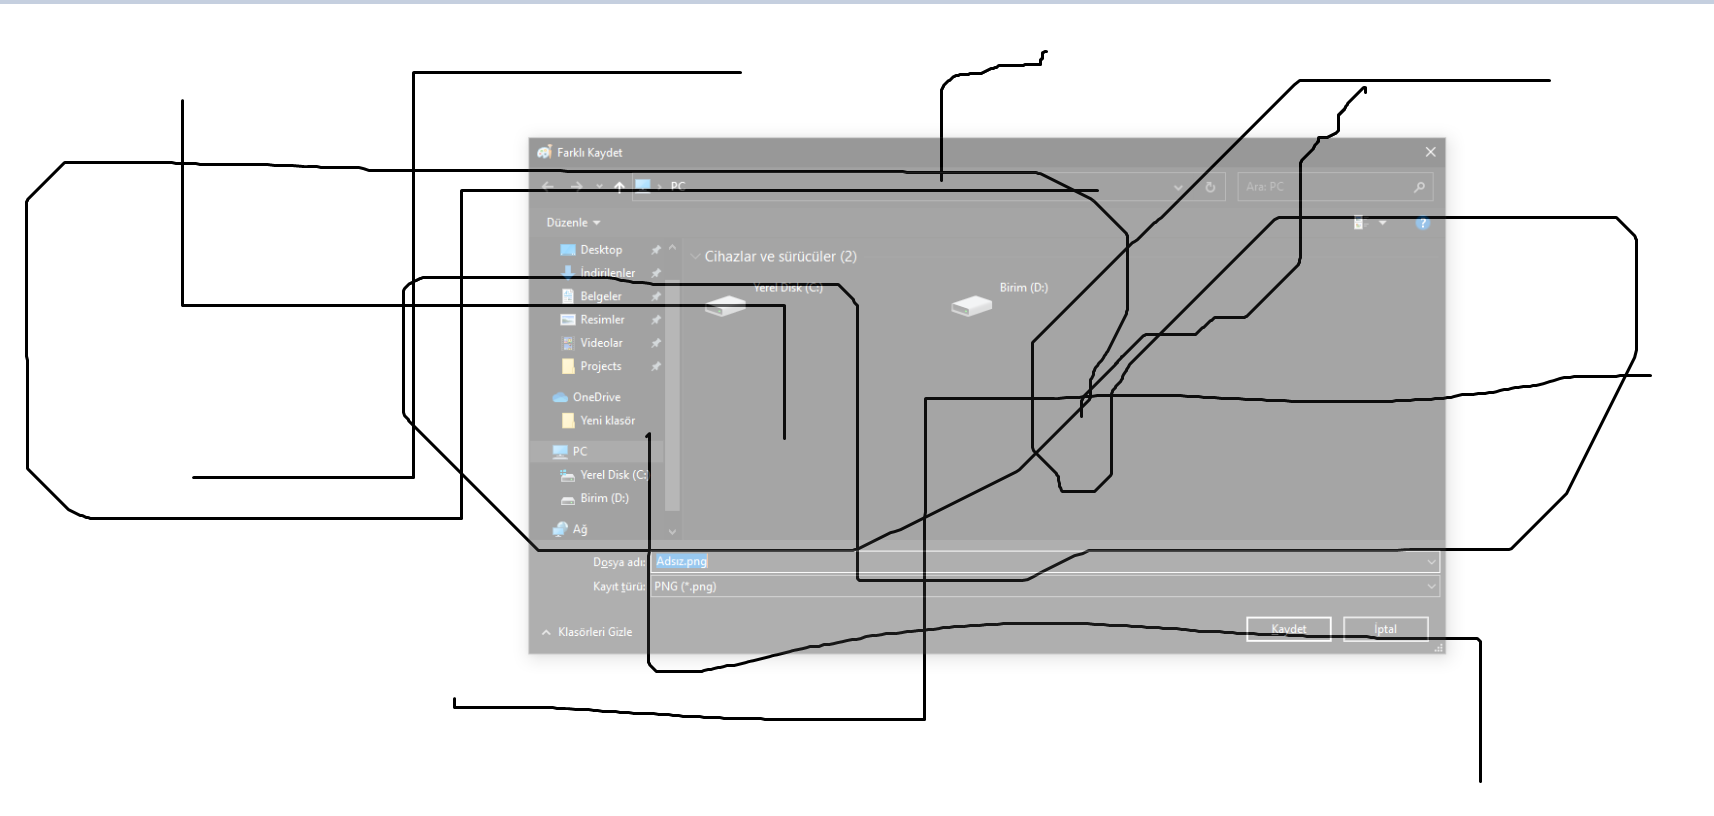 Farklı Kaydet
PC
Ara: PC
Düzenle
Desktop
İndirilenler
Belgeler
Resimler
Videolar
Projects
OneDrive
Yeni klasör
PC
Yerel Disk (C:)
Birim (D:)
Ağ
Cihazlar ve sürücüler (2)
Yerel Disk (C:)
Birim (D:)
Dosya adı: Adsız.png
Kayıt türü: PNG (*.png)
Klasörleri Gizle
Kaydet
İptal